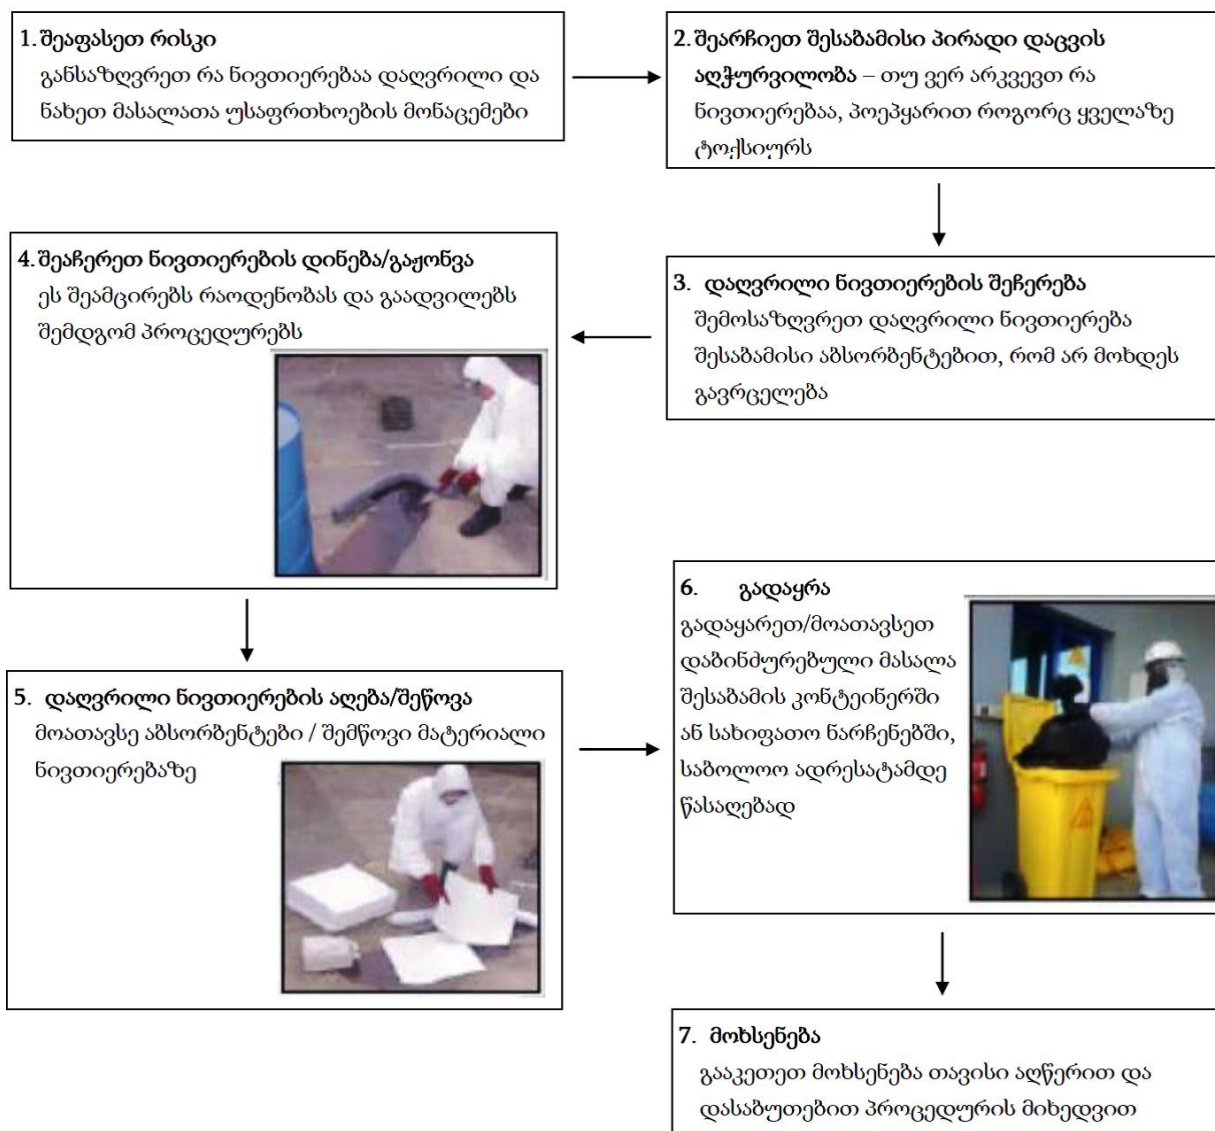 1. შეაფასეთ რისკი
განსაზღვრეთ რა ნივთიერებაა დაღვრილი და
ნახეთ მასალათა უსაფრთხოების მონაცემები
2. შეარჩიეთ შესაბამისი პირადი დაცვის
აღჭურვილობა – თუ ვერ არკვევთ რა
ნივთიერებაა, მოეპყარით როგორც ყველაზე
ტოქსიურს
3. დაღვრილი ნივთიერების შეჩერება
შემოსაზღვრეთ დაღვრილი ნივთიერება
შესაბამისი აბსორბენტებით, რომ არ მოხდეს
გავრცელება
4. შეაჩერეთ ნივთიერების დინება/გაჟონვა
ეს შეამცირებს რაოდენობას და გაადვილებს
შემდგომ პროცედურებს
5. დაღვრილი ნივთიერების აღება/შეწოვა
მოათავსე აბსორბენტები / შემწოვი მატერიალი
ნივთიერებაზე
6. გადაყრა
გადაყარეთ/მოათავსეთ
დაბინძურებული მასალა
შესაბამის კონტეინერში
ან სახიფათო ნარჩენებში,
საბოლოო ადრესატამდე
წასაღებად
7. მოხსენება
გააკეთეთ მოხსენება თავისი აღწერით და
დასაბუთებით პროცედურის მიხედვით